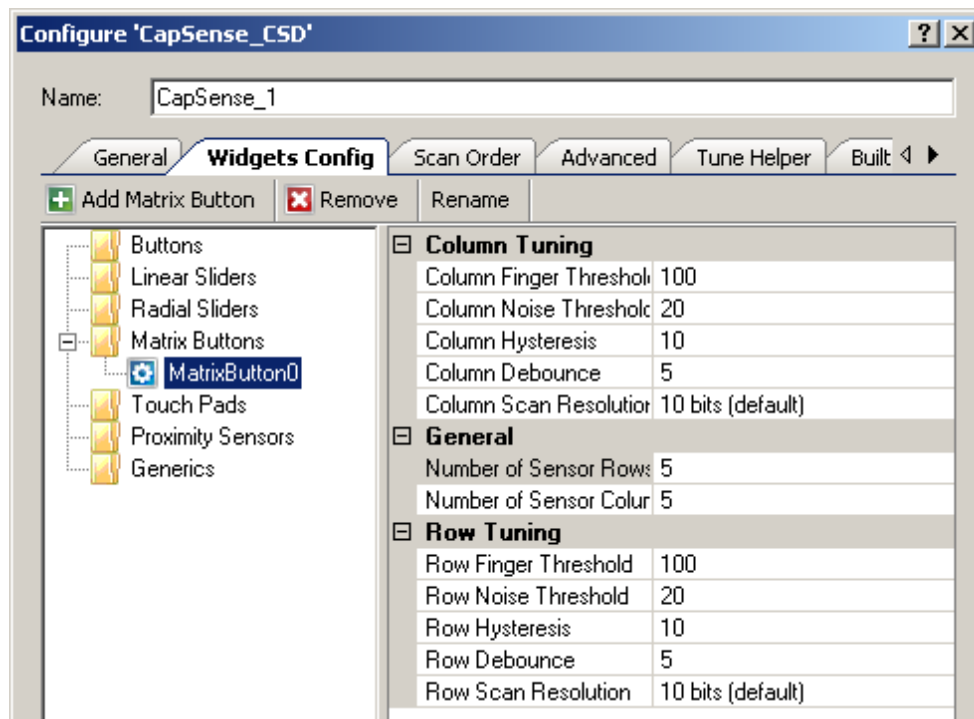 Configure 'CapSense_CSD'
Name: CapSense_1
General Widgets Config Scan Order Advanced Tune Helper Built
Add Matrix Button Remove Rename
Buttons
Linear Sliders
Radial Sliders
Matrix Buttons
MatrixButton0
Touch Pads
Proximity Sensors
Generics
Column Tuning
Column Finger Threshol 100
Column Noise Threshold 20
Column Hysteresis 10
Column Debounce 5
Column Scan Resolution 10 bits (default)
General
Number of Sensor Rows 5
Number of Sensor Colur 5
Row Tuning
Row Finger Threshold 100
Row Noise Threshold 20
Row Hysteresis 10
Row Debounce 5
Row Scan Resolution 10 bits (default)